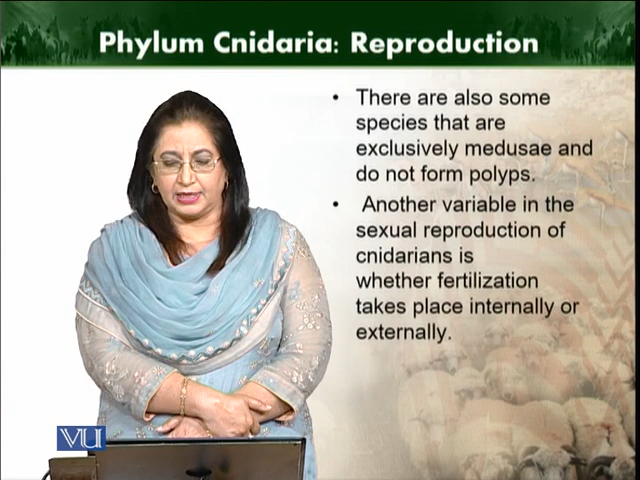 Phylum Cnidaria: Reproduction
• There are also some
species that are
exclusively medusae and
do not form polyps.
• Another variable in the
sexual reproduction of
cnidarians is
whether fertilization
takes place internally or
externally.
VU